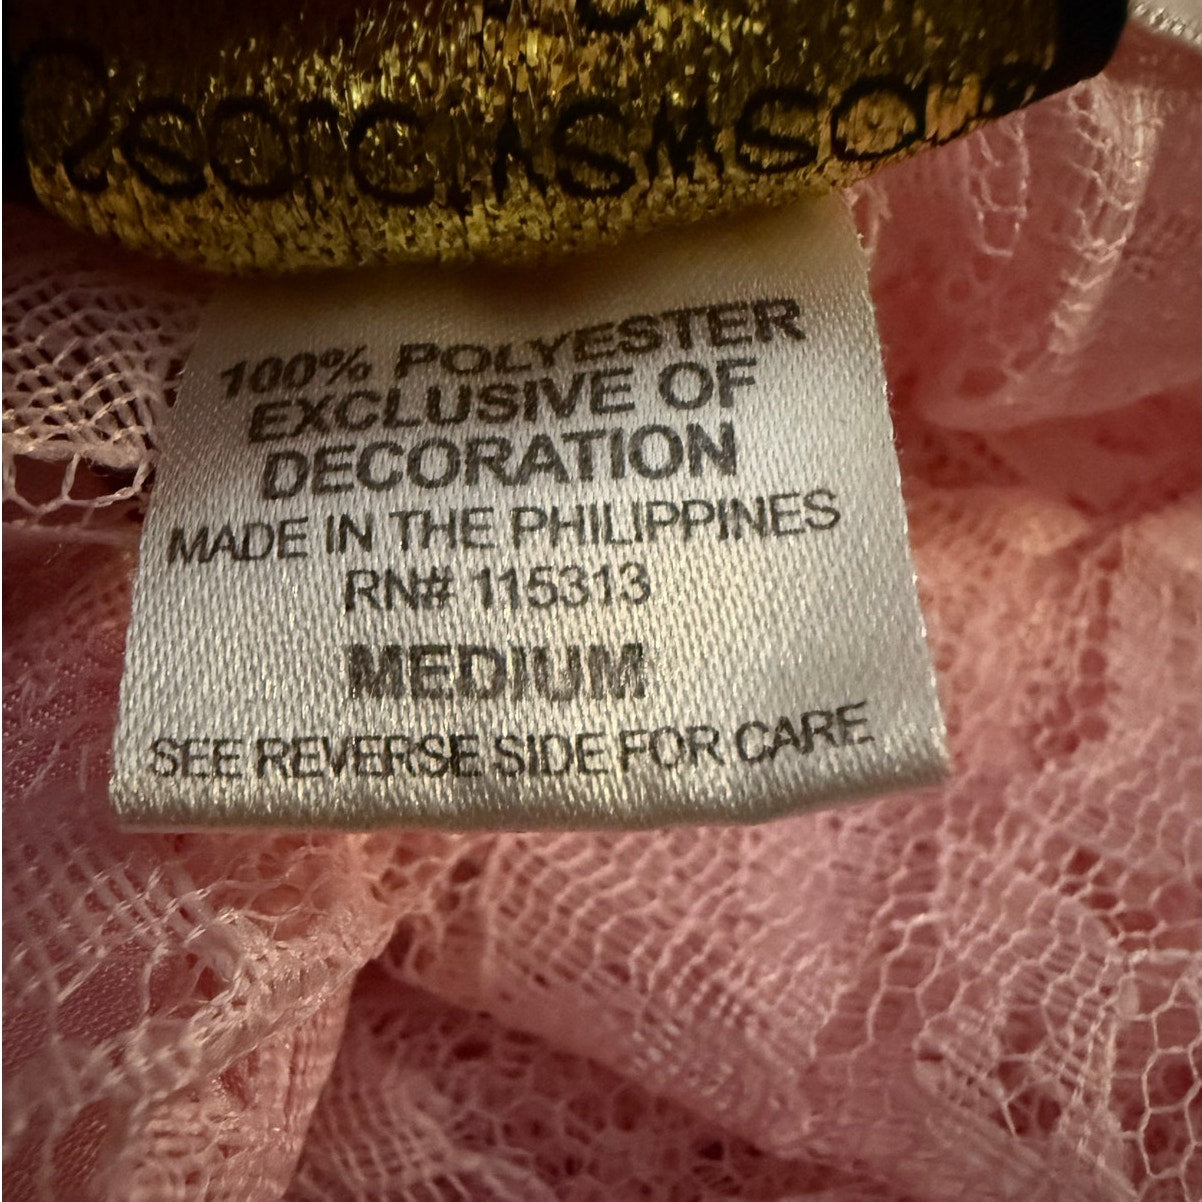 100% POLYESTER
EXCLUSIVE OF
DECORATION
MADE IN THE PHILIPPINES
RN# 115313
MEDIUM
SEE REVERSE SIDE FOR CARE